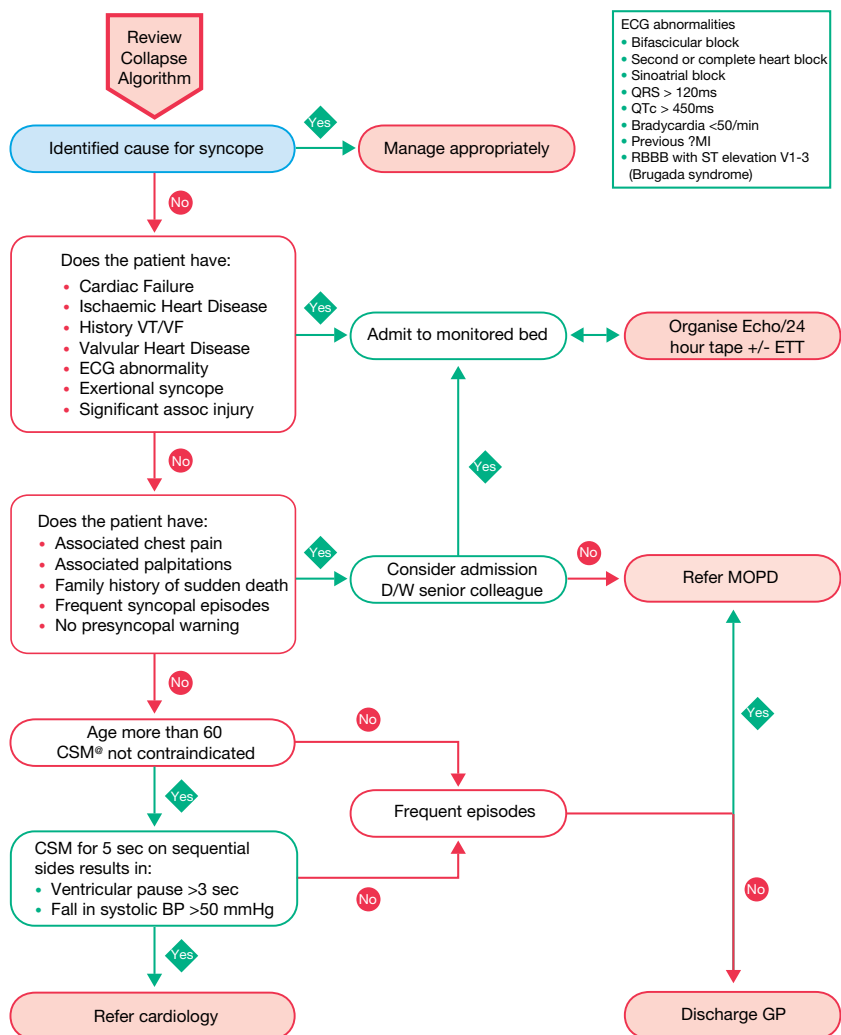 Review
Collapse
Algorithm
ECG abnormalities
• Bifascicular block
• Second or complete heart block
• Sinoatrial block
• QRS > 120ms
• QTc > 450ms
• Bradycardia <50/min
• Previous ?MI
• RBBB with ST elevation V1-3
(Brugada syndrome)
Identified cause for syncope
Yes
Manage appropriately
No
Does the patient have:
• Cardiac Failure
• Ischaemic Heart Disease
• History VT/VF
• Valvular Heart Disease
• ECG abnormality
• Exertional syncope
• Significant assoc injury
Yes
Admit to monitored bed
Organise Echo/24
hour tape +/- ETT
No
Yes
Does the patient have:
• Associated chest pain
• Associated palpitations
• Family history of sudden death
• Frequent syncopal episodes
• No presyncopal warning
Yes
Consider admission
D/W senior colleague
No
Refer MOPD
No
Yes
Age more than 60
CSM@ not contraindicated
No
Yes
Frequent episodes
CSM for 5 sec on sequential
sides results in:
• Ventricular pause >3 sec
• Fall in systolic BP >50 mmHg
No
No
Yes
Refer cardiology
Discharge GP